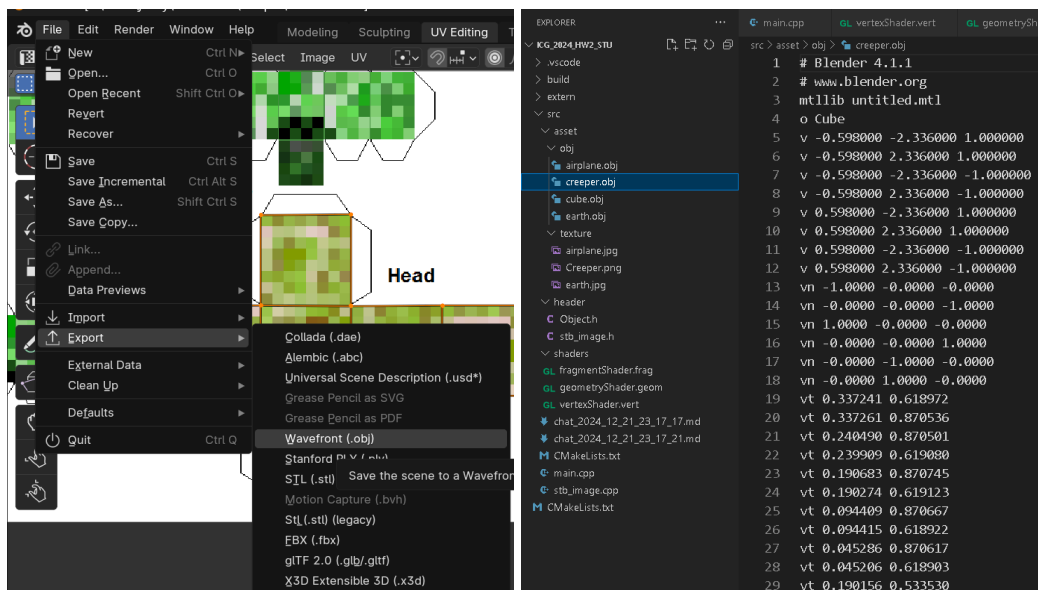 File Edit Render Window Help
Modeling Sculpting UV Editing
New Ctrl N
Open... Ctrl O
Open Recent Shift Ctrl O
Revert
Recover
Save Ctrl S
Save Incremental Ctrl Alt S
Save As... Shift Ctrl S
Save Copy...
Link...
Append...
Data Previews
Import
Export
External Data
Clean Up
Defaults
Quit Ctrl Q
Select Image UV
Head
Collada (.dae)
Alembic (.abc)
Universal Scene Description (.usd*)
Grease Pencil as SVG
Grease Pencil as PDF
Wavefront (.obj)
Stanford PLY (.ply)
Save the scene to a Wavefron
STL (.stl)
Motion Capture (.bvh)
Stl (.stl) (legacy)
FBX (.fbx)
glTF 2.0 (.glb/.gltf)
X3D Extensible 3D (.x3d)
EXPLORER ...
ICG_2024_HW2_STU
.vscode
build
extern
src
asset
obj
airplane.obj
creeper.obj
cube.obj
earth.obj
texture
airplane.jpg
Creeper.png
earth.jpg
header
C Object.h
C stb_image.h
shaders
GL fragmentShader.frag
GL geometryShader.geom
GL vertexShader.vert
chat_2024_12_21_23_17_17.md
chat_2024_12_21_23_17_21.md
M CMakeLists.txt
main.cpp
stb_image.cpp
M CMakeLists.txt
main.cpp GL vertexShader.vert GL geometrySh
src > asset > obj > creeper.obj
1 # Blender 4.1.1
2 # www.blender.org
3 mtllib untitled.mtl
4 o Cube
5 v -0.598000 -2.336000 1.000000
6 v -0.598000 2.336000 1.000000
7 v -0.598000 -2.336000 -1.000000
8 v -0.598000 2.336000 -1.000000
9 v 0.598000 -2.336000 1.000000
10 v 0.598000 2.336000 1.000000
11 v 0.598000 -2.336000 -1.000000
12 v 0.598000 2.336000 -1.000000
13 vn -1.0000 -0.0000 -0.0000
14 vn -0.0000 -0.0000 -1.0000
15 vn 1.0000 -0.0000 -0.0000
16 vn -0.0000 -0.0000 1.0000
17 vn -0.0000 -1.0000 -0.0000
18 vn -0.0000 1.0000 -0.0000
19 vt 0.337241 0.618972
20 vt 0.337261 0.870536
21 vt 0.240490 0.870501
22 vt 0.239909 0.619080
23 vt 0.190683 0.870745
24 vt 0.190274 0.619123
25 vt 0.094409 0.870667
26 vt 0.094415 0.618922
27 vt 0.045286 0.870617
28 vt 0.045206 0.618903
29 vt 0.190156 0.533530